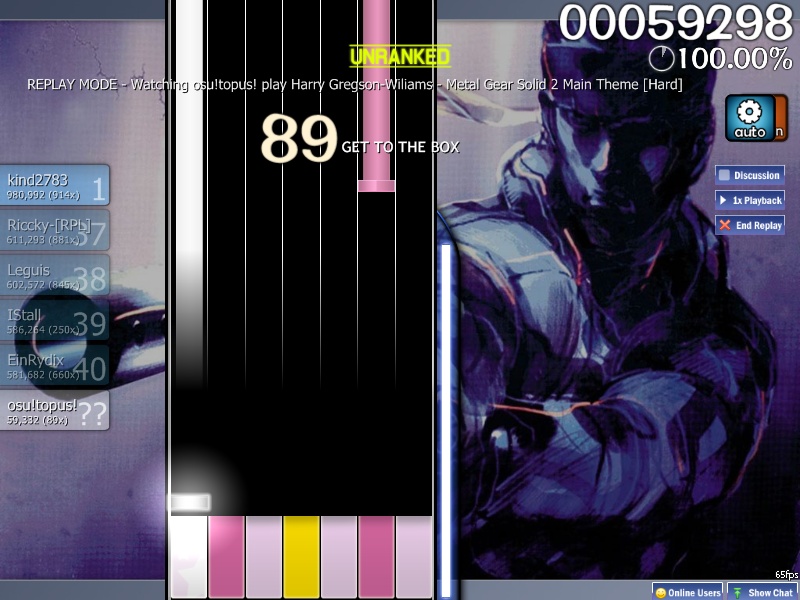 00059298
UNRANKED
100.00%
REPLAY MODE - Watching osu!topus! play Harry Gregson-Wiliams - Metal Gear Solid 2 Main Theme [Hard]
auto n
89
GET TO THE BOX
kind2783 1
980,992 (914x)
Riccky-[RPL] 37
611,293 (881x)
Leguis 38
602,572 (845x)
IStall 39
586,264 (250x)
EinRydix 40
581,682 (660x)
osu!topus! ??
59,332 (89x)
Discussion
1x Playback
End Replay
65fps
Online Users
Show Chat